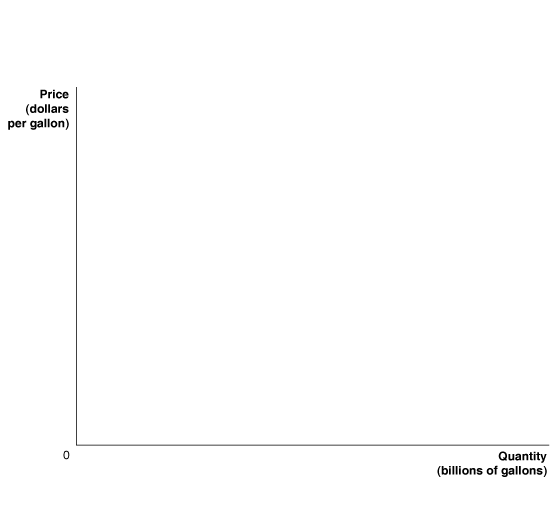 Price
(dollars
per gallon)
0
Quantity
(billions of gallons)